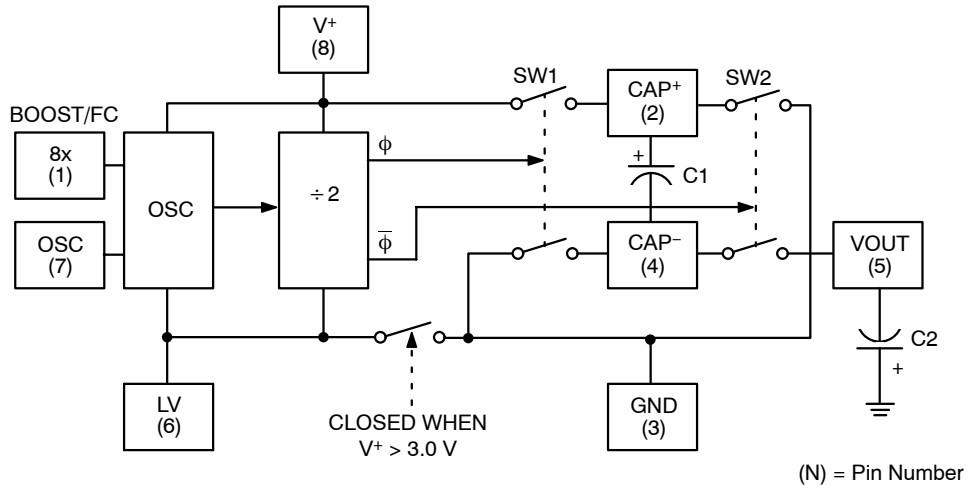 V+
(8)
SW1
CAP+
(2)
SW2
BOOST/FC
8x
(1)
OSC
÷2
ϕ
+
C1
OSC
(7)
ϕ̅
CAP−
(4)
VOUT
(5)
C2
+
LV
(6)
CLOSED WHEN
V+ > 3.0 V
GND
(3)
(N) = Pin Number